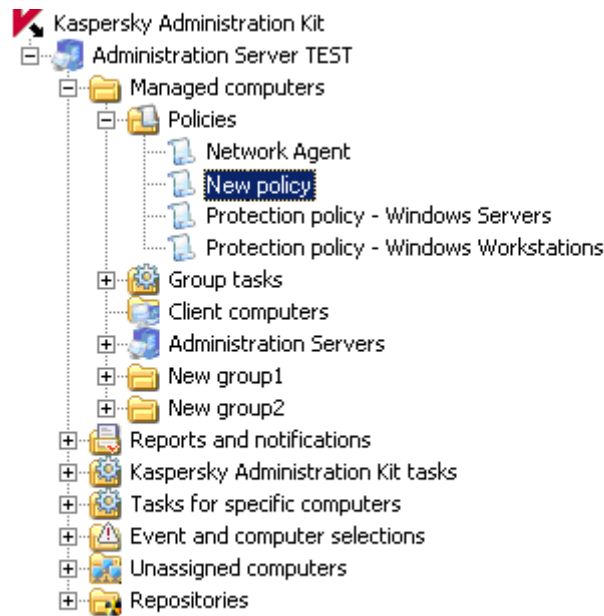 Kaspersky Administration Kit
Administration Server TEST
Managed computers
Policies
Network Agent
New policy
Protection policy - Windows Servers
Protection policy - Windows Workstations
Group tasks
Client computers
Administration Servers
New group1
New group2
Reports and notifications
Kaspersky Administration Kit tasks
Tasks for specific computers
Event and computer selections
Unassigned computers
Repositories